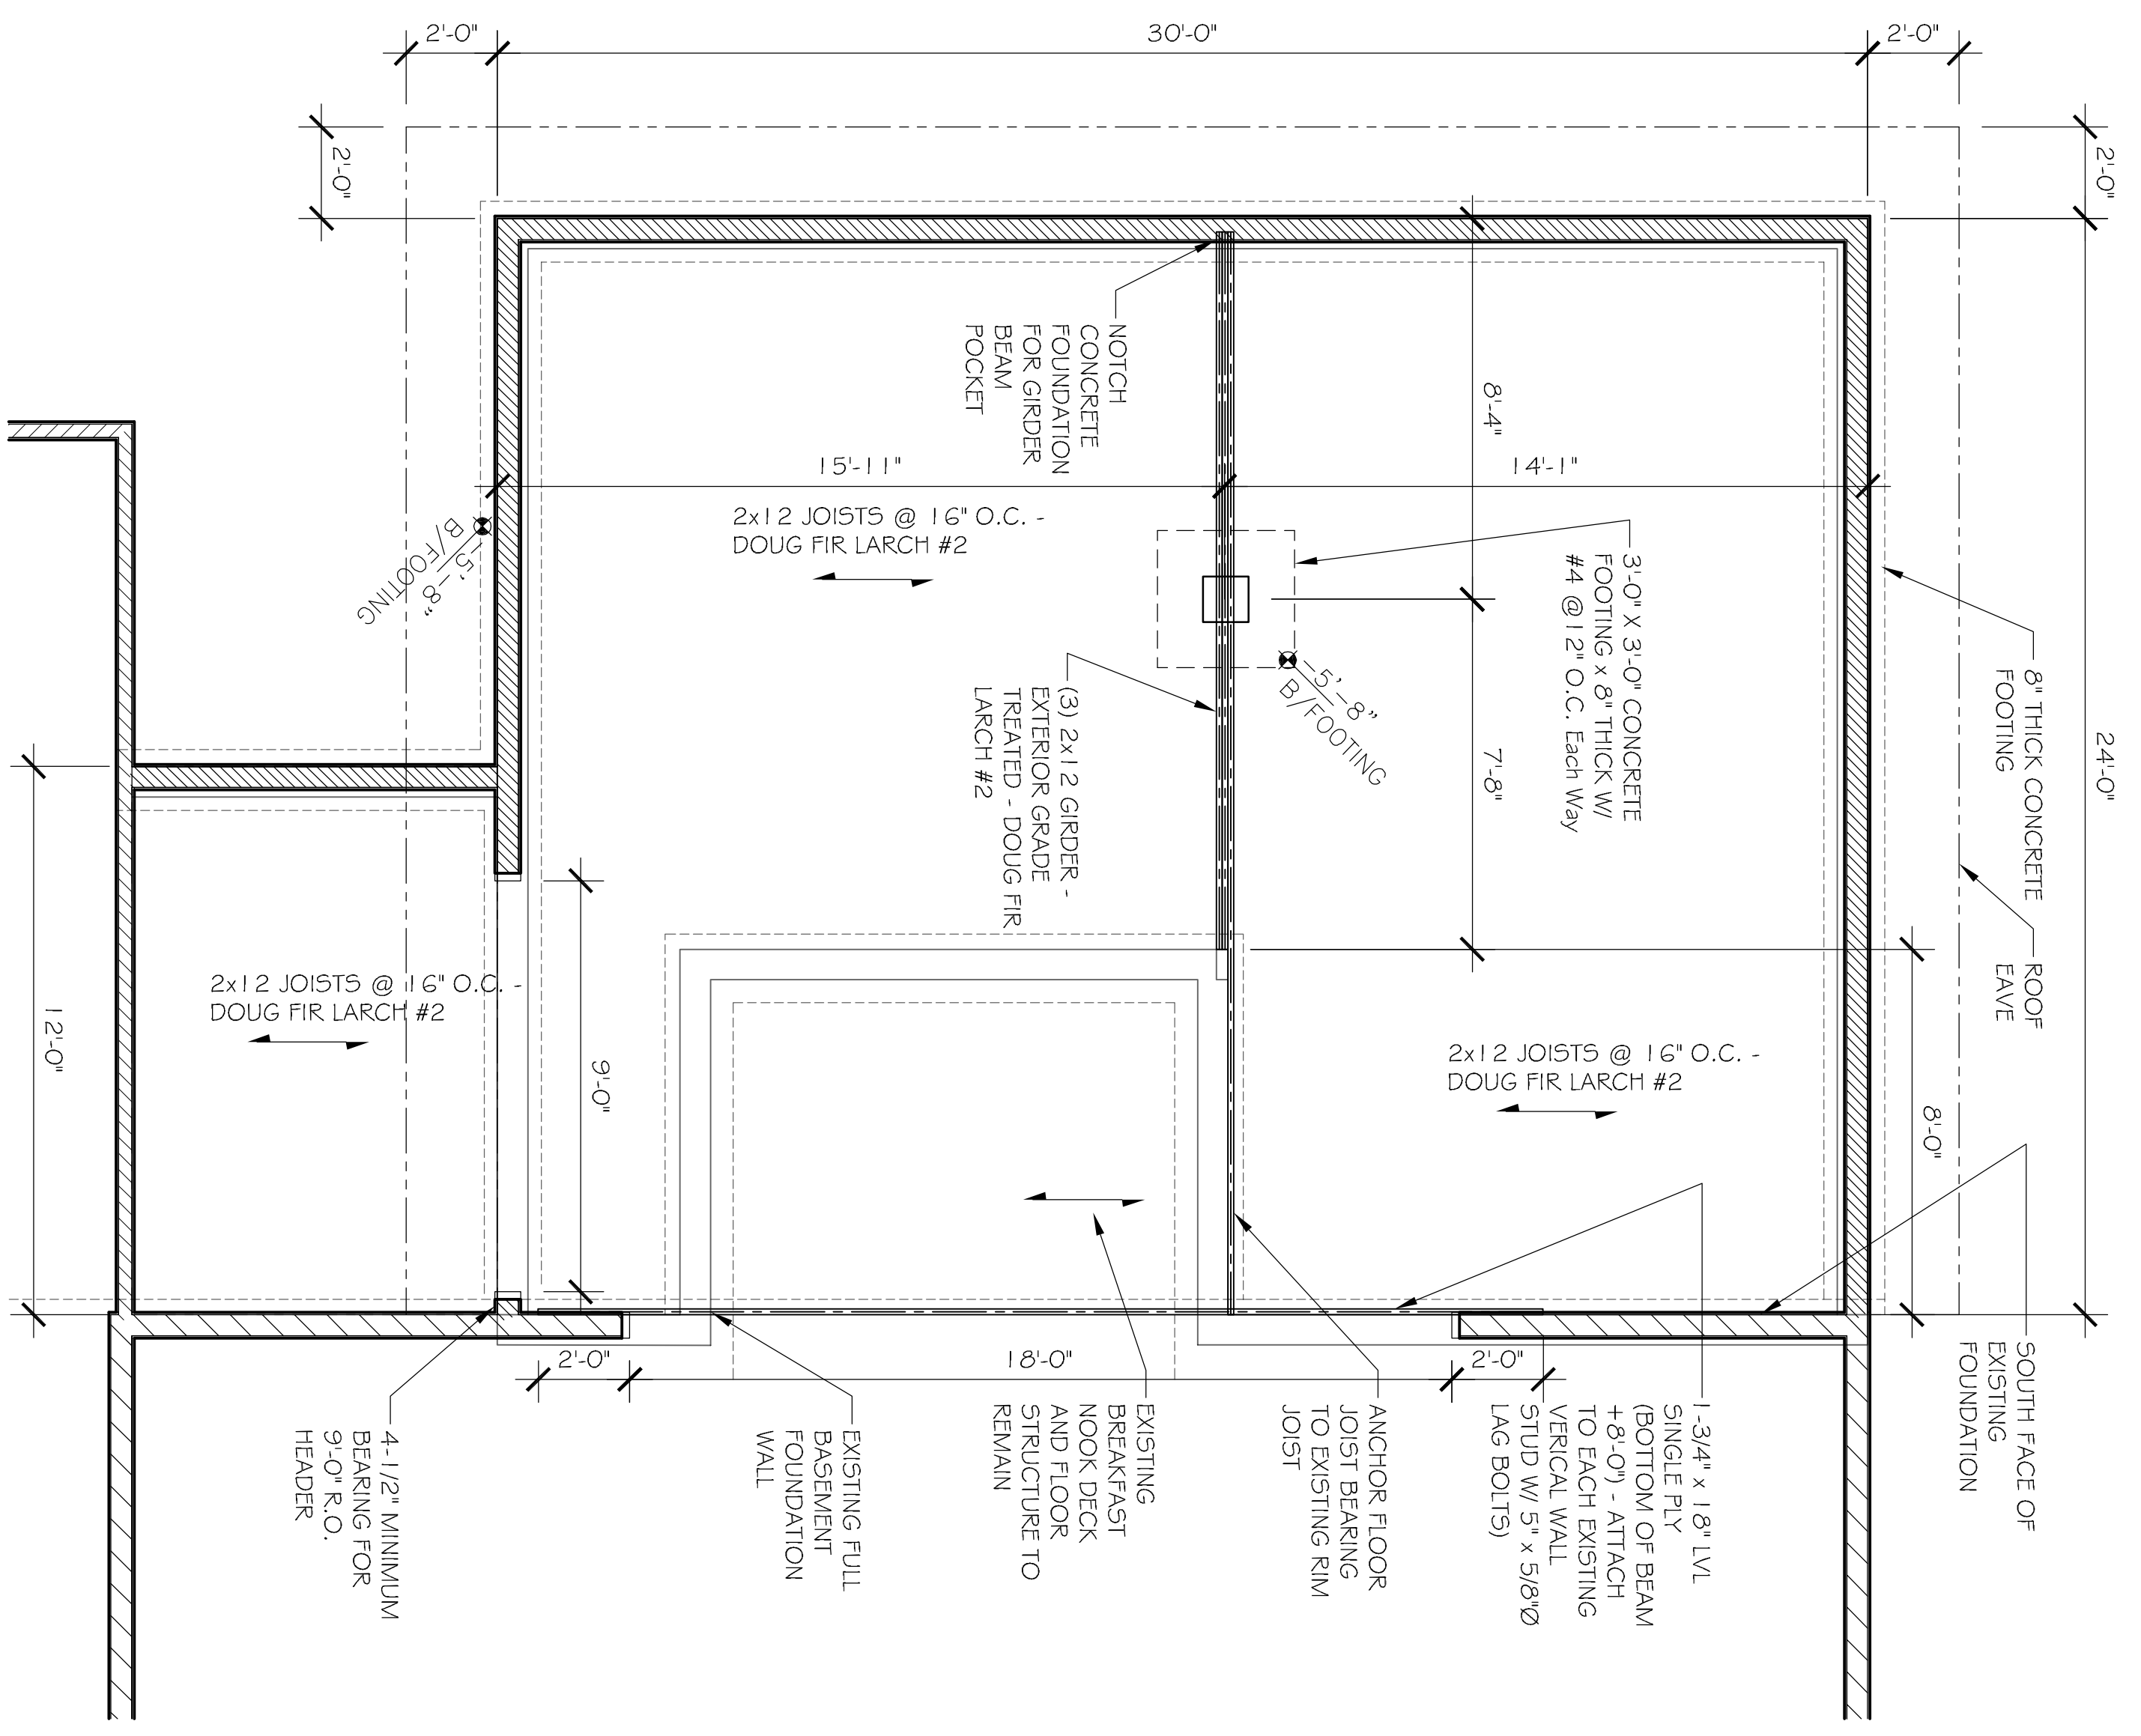 2'-0"
30'-0"
2'-0"
2'-0"
2'-0"
NOTCH
CONCRETE
FOUNDATION
FOR GIRDER
BEAM
POCKET
8'-4"
15'-11"
14'-1"
2x12 JOISTS @ 16" O.C. -
DOUG FIR LARCH #2
-5'-8"
B/FOOTING
3'-0" X 3'-0" CONCRETE
FOOTING x 8" THICK W/
#4 @12" O.C. Each Way
8" THICK CONCRETE
FOOTING
-5'-8"
B/FOOTING
(3) 2x12 GIRDER -
EXTERIOR GRADE
TREATED - DOUG FIR
LARCH #2
7'-8"
24'-0"
ROOF
EAVE
2x12 JOISTS @ 16" O.C. -
DOUG FIR LARCH #2
12'-0"
9'-0"
2x12 JOISTS @ 16" O.C. -
DOUG FIR LARCH #2
8'-0"
2'-0"
18'-0"
2'-0"
SOUTH FACE OF
EXISTING
FOUNDATION
1-3/4" x 18" LVL
SINGLE PLY
(BOTTOM OF BEAM
+8'-0") - ATTACH
TO EACH EXISTING
VERICAL WALL
STUD W/ 5" x 5/8"Ø
LAG BOLTS)
ANCHOR FLOOR
JOIST BEARING
TO EXISTING RIM
JOIST
EXISTING
BREAKFAST
NOOK DECK
AND FLOOR
STRUCTURE TO
REMAIN
EXISTING FULL
BASEMENT
FOUNDATION
WALL
4-1/2" MINIMUM
BEARING FOR
9'-0" R.O.
HEADER